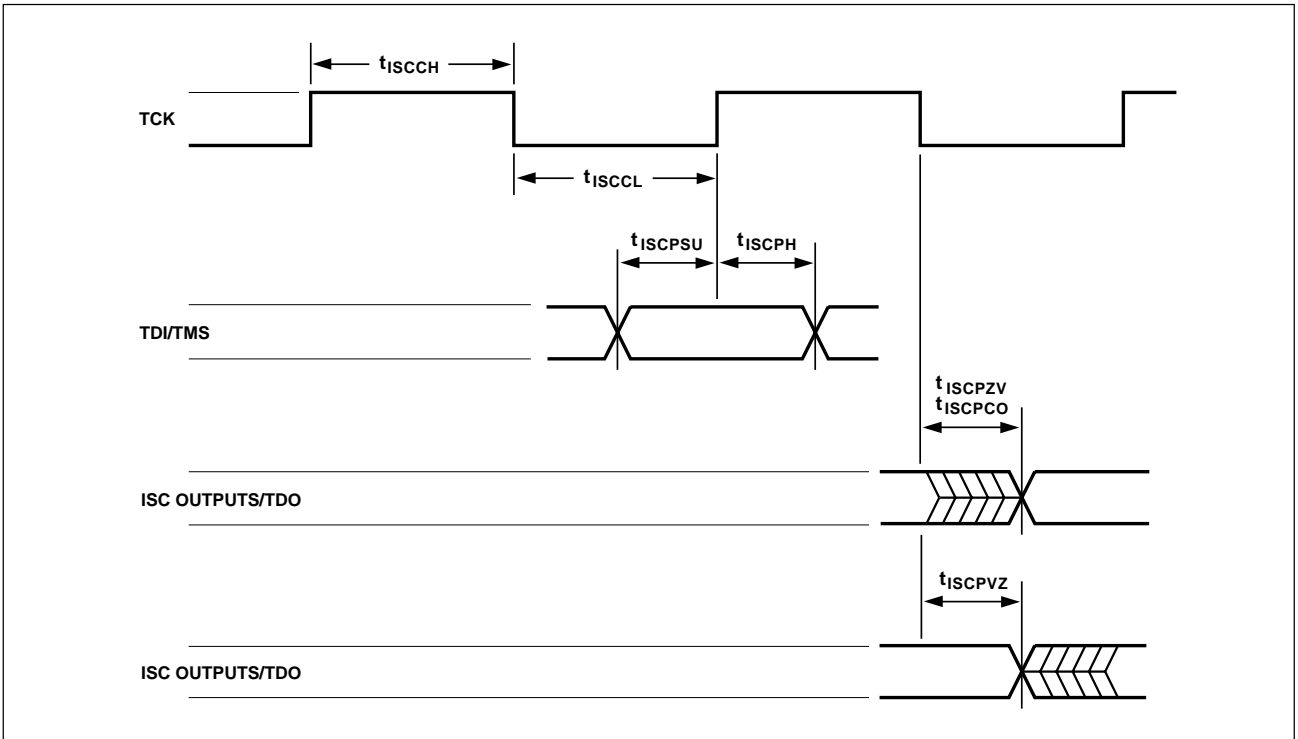 tISCCH
TCK
tISCCL
tISCPSU
tISCPH
TDI/TMS
tISCPZV
tISCPCO
ISC OUTPUTS/TDO
tISCPVZ
ISC OUTPUTS/TDO